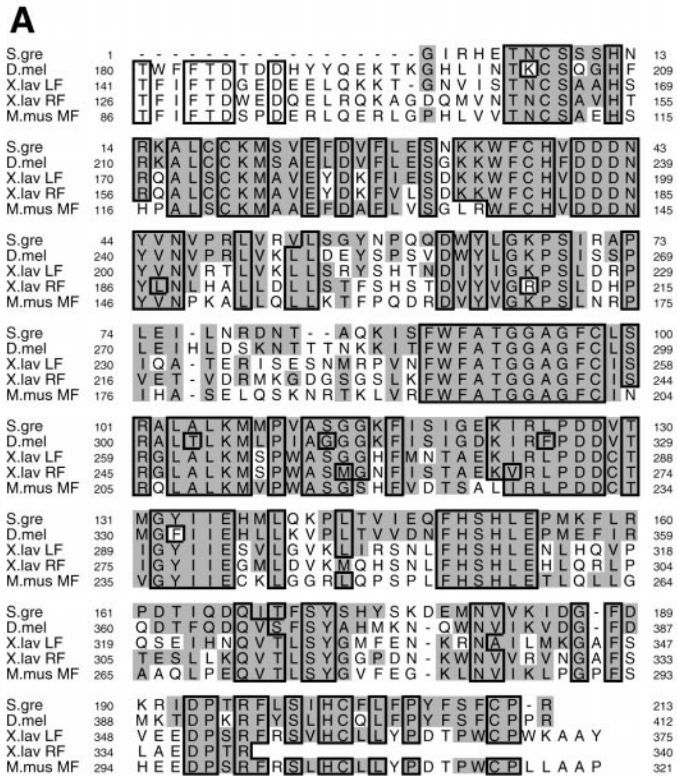 A
S.gre 1 - - - - - - - - - - - - - - - - - G I R H E T N C S S S H N 13
D.mel 180 T W F F T D T D D H Y Y Q E K T K G H L I N T K C S Q G H F 209
X.lav LF 141 T F I F T D G E D E E L Q K K T - G N V I S T N C S A A H S 169
X.lav RF 126 T F I F T D W E D Q E L R Q K A G D Q M V N T N C S A V H T 155
M.mus MF 86 T F I F T D S P D E R L Q E R L G P H L V V T N C S A E H S 115
S.gre 14 R K A L C C K M S V E F D V F L E S N K K W F C H V D D D N 43
D.mel 210 R K A L C C K M S A E L D V F L E S G K K W F C H F D D D N 239
X.lav LF 170 R Q A L S C K M A V E Y D K F I E S D K K W F C H V D D D N 199
X.lav RF 156 R Q A L C C K M A V E Y D K F V L S D K K W F C H L D D D N 185
M.mus MF 116 H P A L S C K M A A E F D A F L V S G L R W F C H V D D D N 145
S.gre 44 Y V N V P R L V R V L S G Y N P Q Q D W Y L G K P S I R A P 73
D.mel 240 Y V N V P R L V K L L D E Y S P S V D W Y L G K P S I S S P 269
X.lav LF 200 Y V N V R T L V K L L S R Y S H T N D I Y I G K P S L D R P 229
X.lav RF 186 Y L N L H A L L D L L S T F S H S T D V Y V G R P S L D H P 215
M.mus MF 146 Y V N P K A L L Q L L K T F P Q D R D V Y V G K P S L N R P 175
S.gre 74 L E I - L N R D N T - - A Q K I S F W F A T G G A G F C L S 100
D.mel 270 L E I H L D S K N T T T N K K I T F W F A T G G A G F C L S 299
X.lav LF 230 I Q A - T E R I S E S N M R P V N F W F A T G G A G F C I S 258
X.lav RF 216 V E T - V D R M K G D G S G S L K F W F A T G G A G F C I S 244
M.mus MF 176 I H A - S E L Q S K N R T K L V R F W F A T G G A G F C I N 204
S.gre 101 R A L A L K M M P V A S G G K F I S I G E K I R L P D D V T 130
D.mel 300 R A L T L K M L P I A G G G K F I S I G D K I R F P D D V T 329
X.lav LF 259 R G L A L K M S P W A S G G H F M N T A E K I R L P D D C T 288
X.lav RF 245 R G L A L K M S P W A S M G N F I S T A E K V R L P D D C T 274
M.mus MF 205 R Q L A L K M V P W A S G S H F V D T S A L I R L P D D C T 234
S.gre 131 M G Y I I E H M L Q K P L T V I E Q F H S H L E P M K F L R 160
D.mel 330 M G F I I E H L L K V P L T V V D N F H S H L E P M E F I R 359
X.lav LF 289 I G Y I I E S V L G V K L I R S N L F H S H L E N L H Q V P 318
X.lav RF 275 I G Y I I E G M L D V K M Q H S N L F H S H L E H L Q R L P 304
M.mus MF 235 V G Y I I E C K L G G R L Q P S P L F H S H L E T L Q L L G 264
S.gre 161 P D T I Q D Q I T F S Y S H Y S K D E M N V V K I D G - F D 189
D.mel 360 Q D T F Q D Q V S F S Y A H M K N - Q W N V I K V D G - F D 387
X.lav LF 319 Q S E I H N Q V T L S Y G M F E N - K R N A I L M K G A F S 347
X.lav RF 305 T E S L L K Q V T L S Y G G P D N - K W N V V R V N G A F S 333
M.mus MF 265 A A Q L P E Q V T L S Y G V F E G - K L N V I K L P G P F S 293
S.gre 190 K R I D P T R F L S I H C F L F P Y F S F C P - R 213
D.mel 388 M K T D P K R F L S I H C Q L F P Y F S F C P P R 412
X.lav LF 348 V E E D P S R F R S V H C L L Y P D T P W C P W K A A Y 375
X.lav RF 334 L A E D P T R 340
M.mus MF 294 H E E D P S R F R S L H C L L Y P D T P W C P L L A A P 321